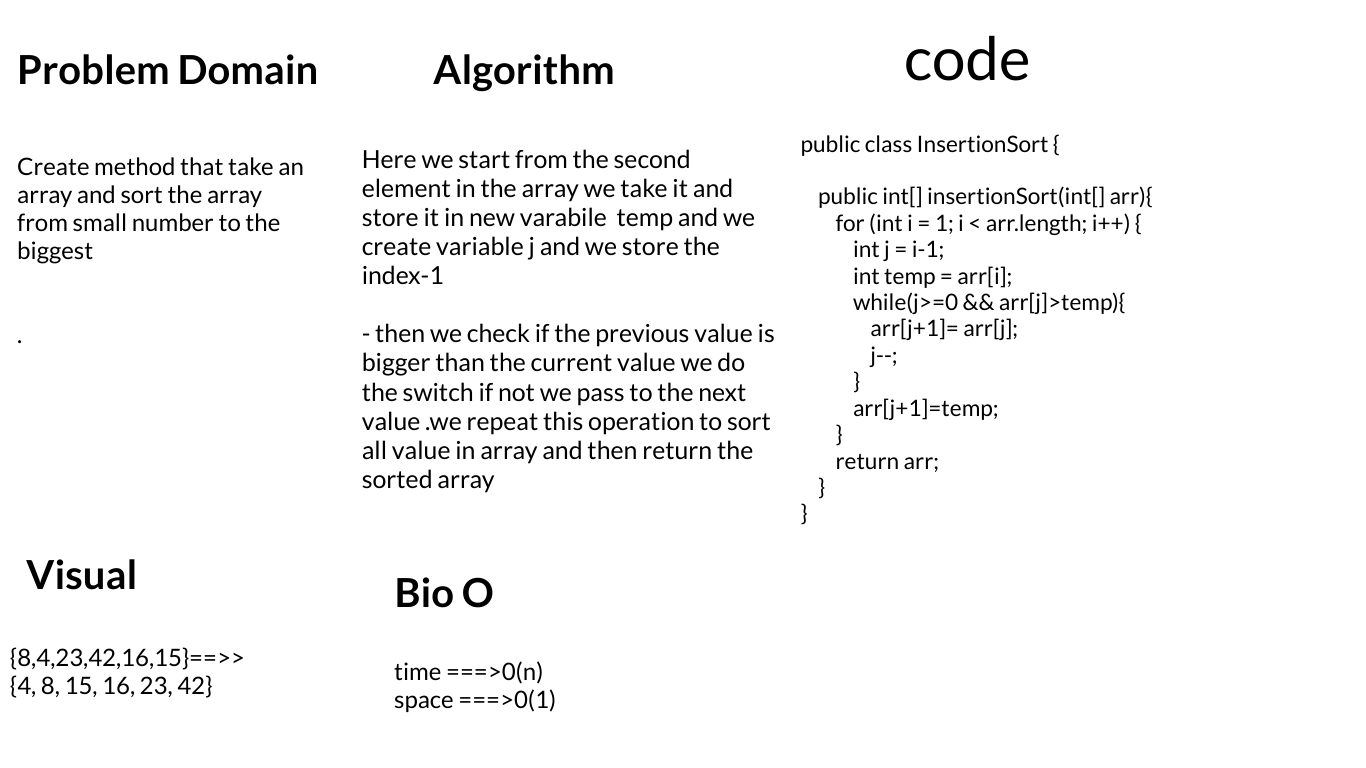 Problem Domain
Create method that take an
array and sort the array
from small number to the
biggest
.
Algorithm
Here we start from the second
element in the array we take it and
store it in new varabile  temp and we
create variable j and we store the
index-1
- then we check if the previous value is
bigger than the current value we do
the switch if not we pass to the next
value .we repeat this operation to sort
all value in array and then return the
sorted array
code
public class InsertionSort {
public int[] insertionSort(int[] arr){
for (int i = 1; i < arr.length; i++) {
int j = i-1;
int temp = arr[i];
while(j>=0 && arr[j]>temp){
arr[j+1]= arr[j];
j--;
}
arr[j+1]=temp;
}
return arr;
}
}
Visual
{8,4,23,42,16,15}==>>
{4, 8, 15, 16, 23, 42}
Bio O
time ===>0(n)
space ===>0(1)